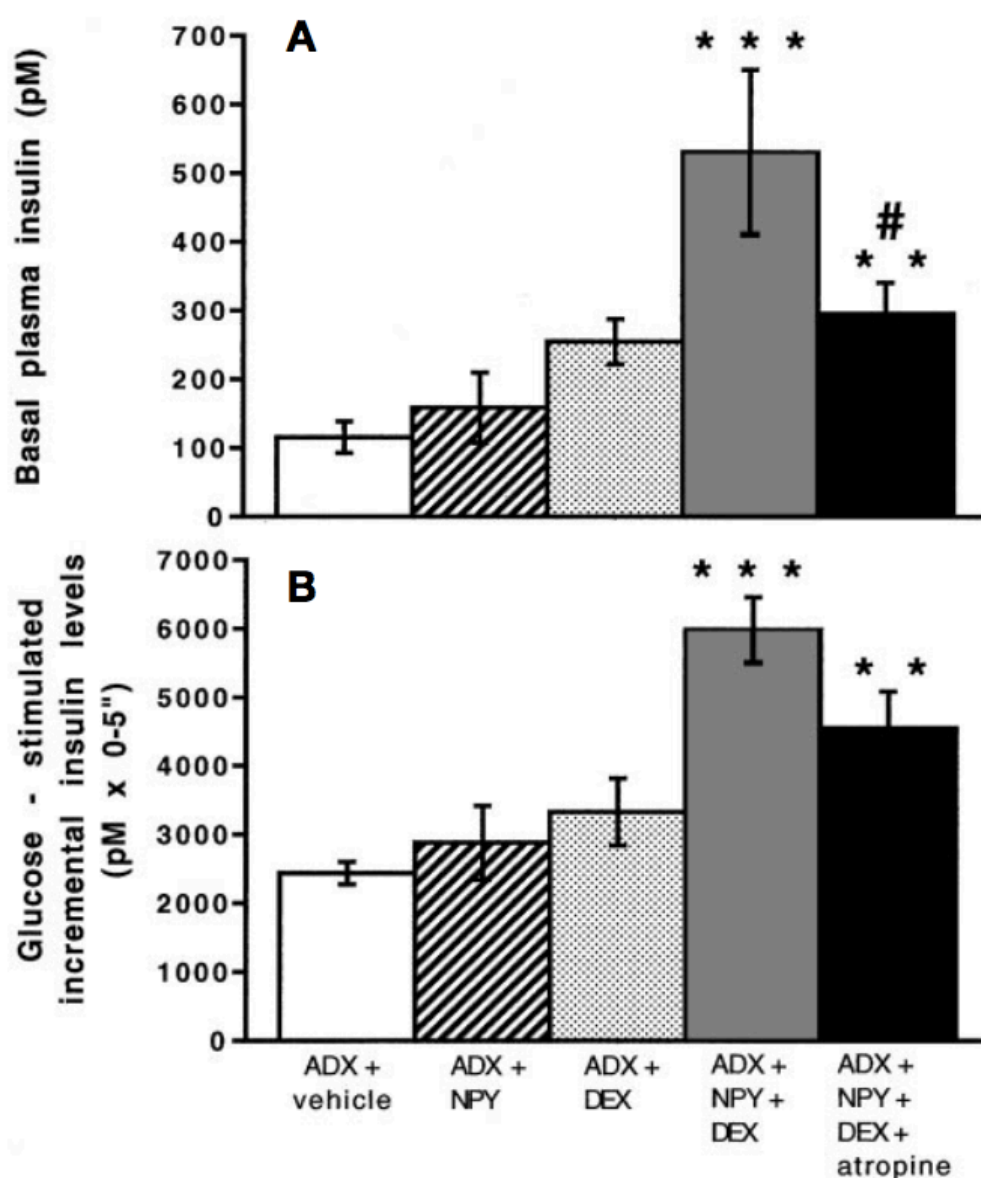 A
Basal plasma insulin (pM)
700
600
500
400
300
200
100
0
* * *
#
* *
B
Glucose - stimulated
incremental insulin levels
(pM x 0-5")
7000
6000
5000
4000
3000
2000
1000
0
* * *
* *
ADX +
vehicle
ADX +
NPY
ADX +
DEX
ADX +
NPY +
DEX
ADX +
NPY +
DEX +
atropine